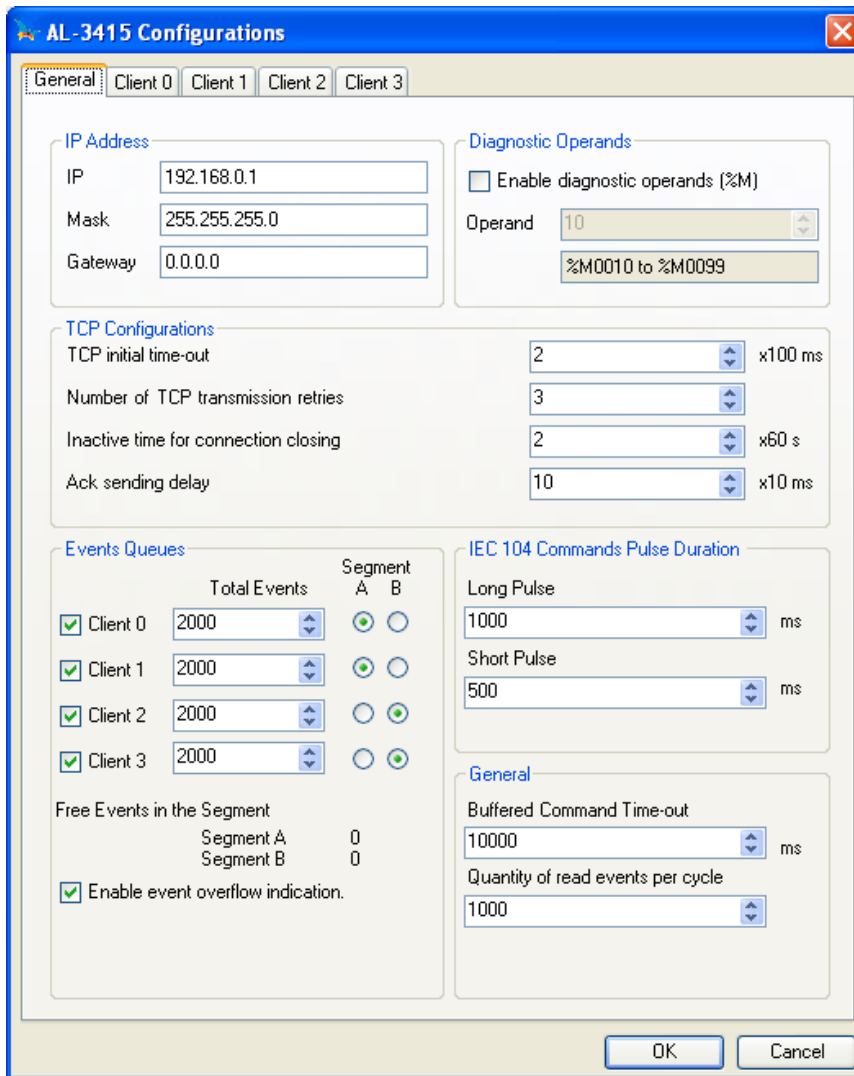 AL-3415 Configurations
General Client 0 Client 1 Client 2 Client 3
IP Address
IP 192.168.0.1
Mask 255.255.255.0
Gateway 0.0.0.0
Diagnostic Operands
Enable diagnostic operands (%M)
Operand 10
%M0010 to %M0099
TCP Configurations
TCP initial time-out 2 x100 ms
Number of TCP transmission retries 3
Inactive time for connection closing 2 x60 s
Ack sending delay 10 x10 ms
Events Queues
Segment
Total Events A B
Client 0 2000
Client 1 2000
Client 2 2000
Client 3 2000
Free Events in the Segment
Segment A 0
Segment B 0
Enable event overflow indication.
IEC 104 Commands Pulse Duration
Long Pulse
1000 ms
Short Pulse
500 ms
General
Buffered Command Time-out
10000 ms
Quantity of read events per cycle
1000
OK Cancel